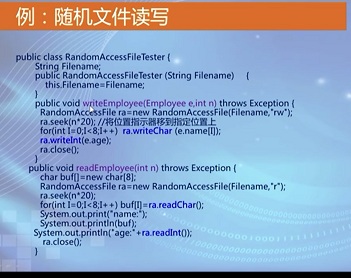 例：随机文件读写
public class RandomAccessFileTester {
String Filename;
public RandomAccessFileTester (String Filename) {
this.Filename=Filename;
}
public void writeEmployee(Employee e,int n) throws Exception {
RandomAccessFile ra=new RandomAccessFile(Filename,"rw");
ra.seek(n*20); //将位置指示器移到指定位置上
for(int I=0;I<8;I++) ra.writeChar (e.name[I]);
ra.writeInt(e.age);
ra.close();
}
public void readEmployee(int n) throws Exception {
char buf[]=new char[8];
RandomAccessFile ra=new RandomAccessFile(Filename,"r");
ra.seek(n*20);
for(int I=0;I<8;I++) buf[I]=ra.readChar();
System.out.print("name:");
System.out.println(buf);
System.out.println("age:"+ra.readInt());
ra.close();
}